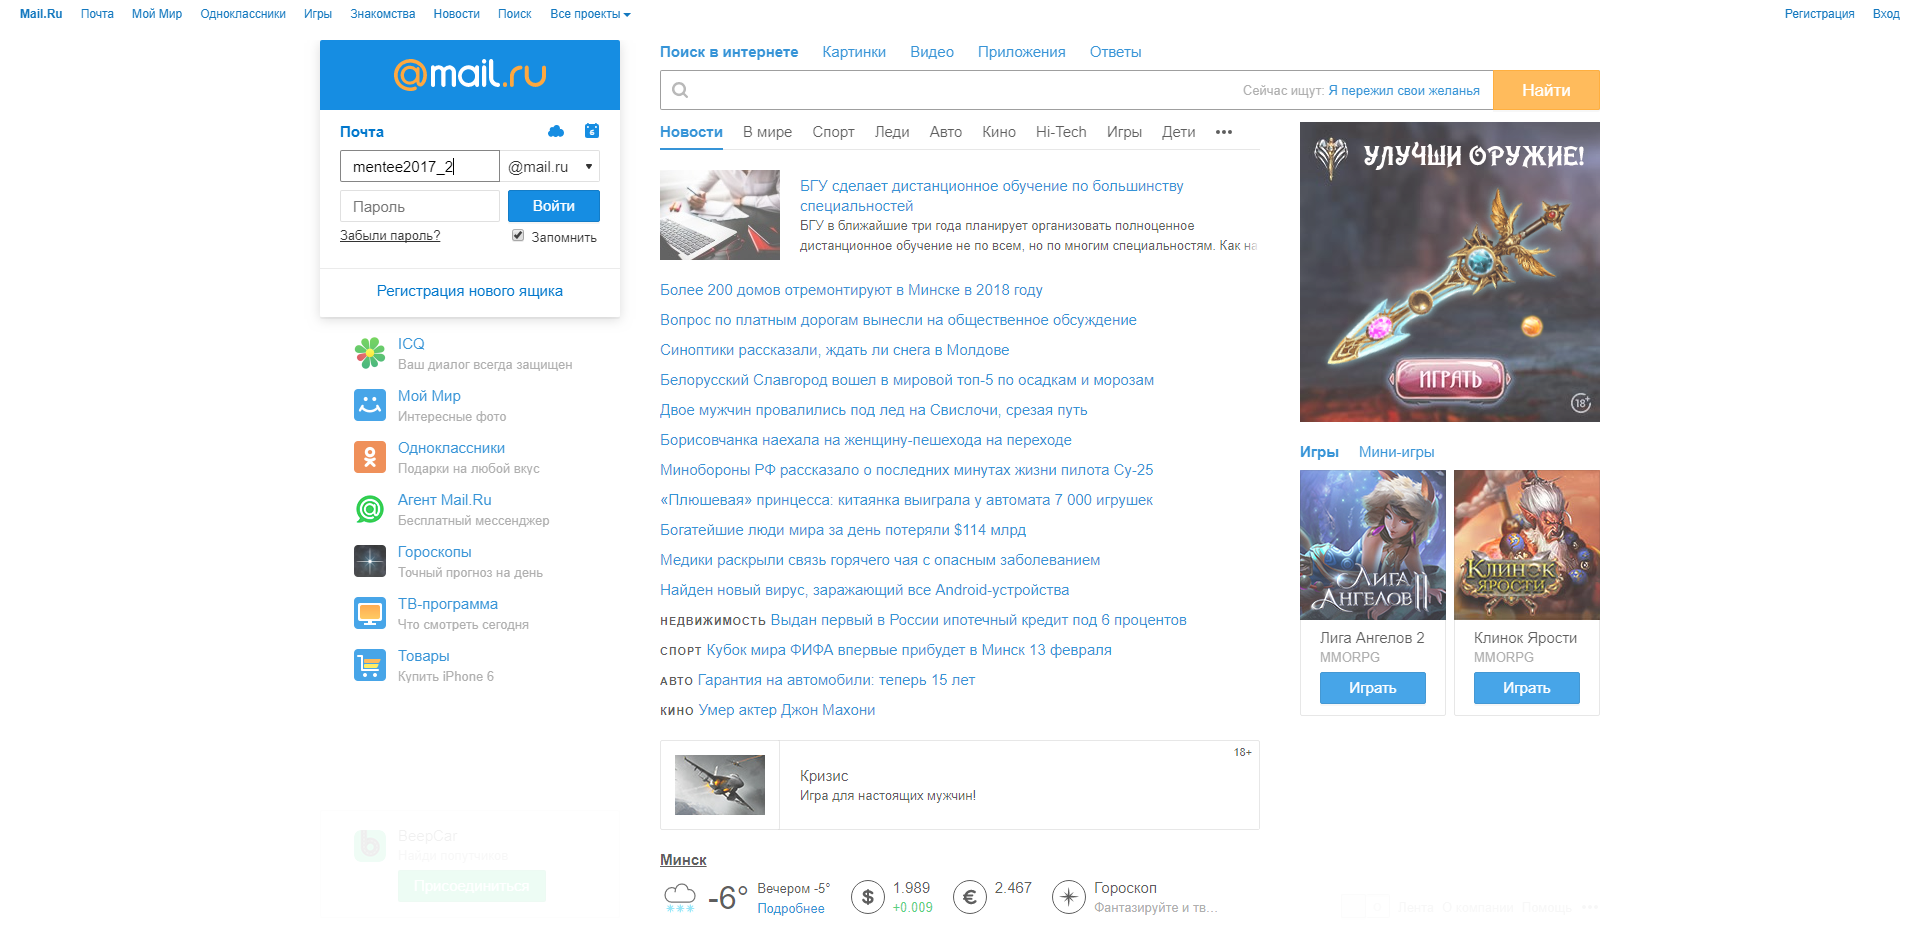 Mail.Ru Почта Мой Мир Одноклассники Игры Знакомства Новости Поиск Все проекты Регистрация Вход
@mail.ru
Почта
6
mentee2017_2 @mail.ru
Пароль Войти
Забыли пароль? Запомнить
Регистрация нового ящика
ICQ
Ваш диалог всегда защищен
Мой Мир
Интересные фото
Одноклассники
Подарки на любой вкус
Агент Mail.Ru
Бесплатный мессенджер
Гороскопы
Точный прогноз на день
ТВ-программа
Что смотреть сегодня
Товары
Купить iPhone 6
BeepCar
Найди попутчиков
Присоединиться
Поиск в интернете Картинки Видео Приложения Ответы
Сейчас ищут: Я пережил свои желанья Найти
Новости В мире Спорт Леди Авто Кино Hi-Tech Игры Дети •••
БГУ сделает дистанционное обучение по большинству
специальностей
БГУ в ближайшие три года планирует организовать полноценное
дистанционное обучение не по всем, но по многим специальностям. Как на
Более 200 домов отремонтируют в Минске в 2018 году
Вопрос по платным дорогам вынесли на общественное обсуждение
Синоптики рассказали, ждать ли снега в Молдове
Белорусский Славгород вошел в мировой топ-5 по осадкам и морозам
Двое мужчин провалились под лед на Свислочи, срезая путь
Борисовчанка наехала на женщину-пешехода на переходе
Минобороны РФ рассказало о последних минутах жизни пилота Су-25
«Плюшевая» принцесса: китаянка выиграла у автомата 7 000 игрушек
Богатейшие люди мира за день потеряли $114 млрд
Медики раскрыли связь горячего чая с опасным заболеванием
Найден новый вирус, заражающий все Android-устройства
НЕДВИЖИМОСТЬ Выдан первый в России ипотечный кредит под 6 процентов
СПОРТ Кубок мира ФИФА впервые прибудет в Минск 13 февраля
АВТО Гарантия на автомобили: теперь 15 лет
КИНО Умер актер Джон Махони
18+
Кризис
Игра для настоящих мужчин!
Минск
-6° Вечером -5° Подробнее
$ 1.989 +0.009
€ 2.467
Гороскоп
Фантазируйте и тв...
УЛУЧШИ ОРУЖИЕ!
ИГРАТЬ
18+
Игры Мини-игры
ЛИГА АНГЕЛОВ II
КЛИНОК ЯРОСТИ
Лига Ангелов 2
MMORPG
Играть
Клинок Ярости
MMORPG
Играть
Лента О компании Помощь •••